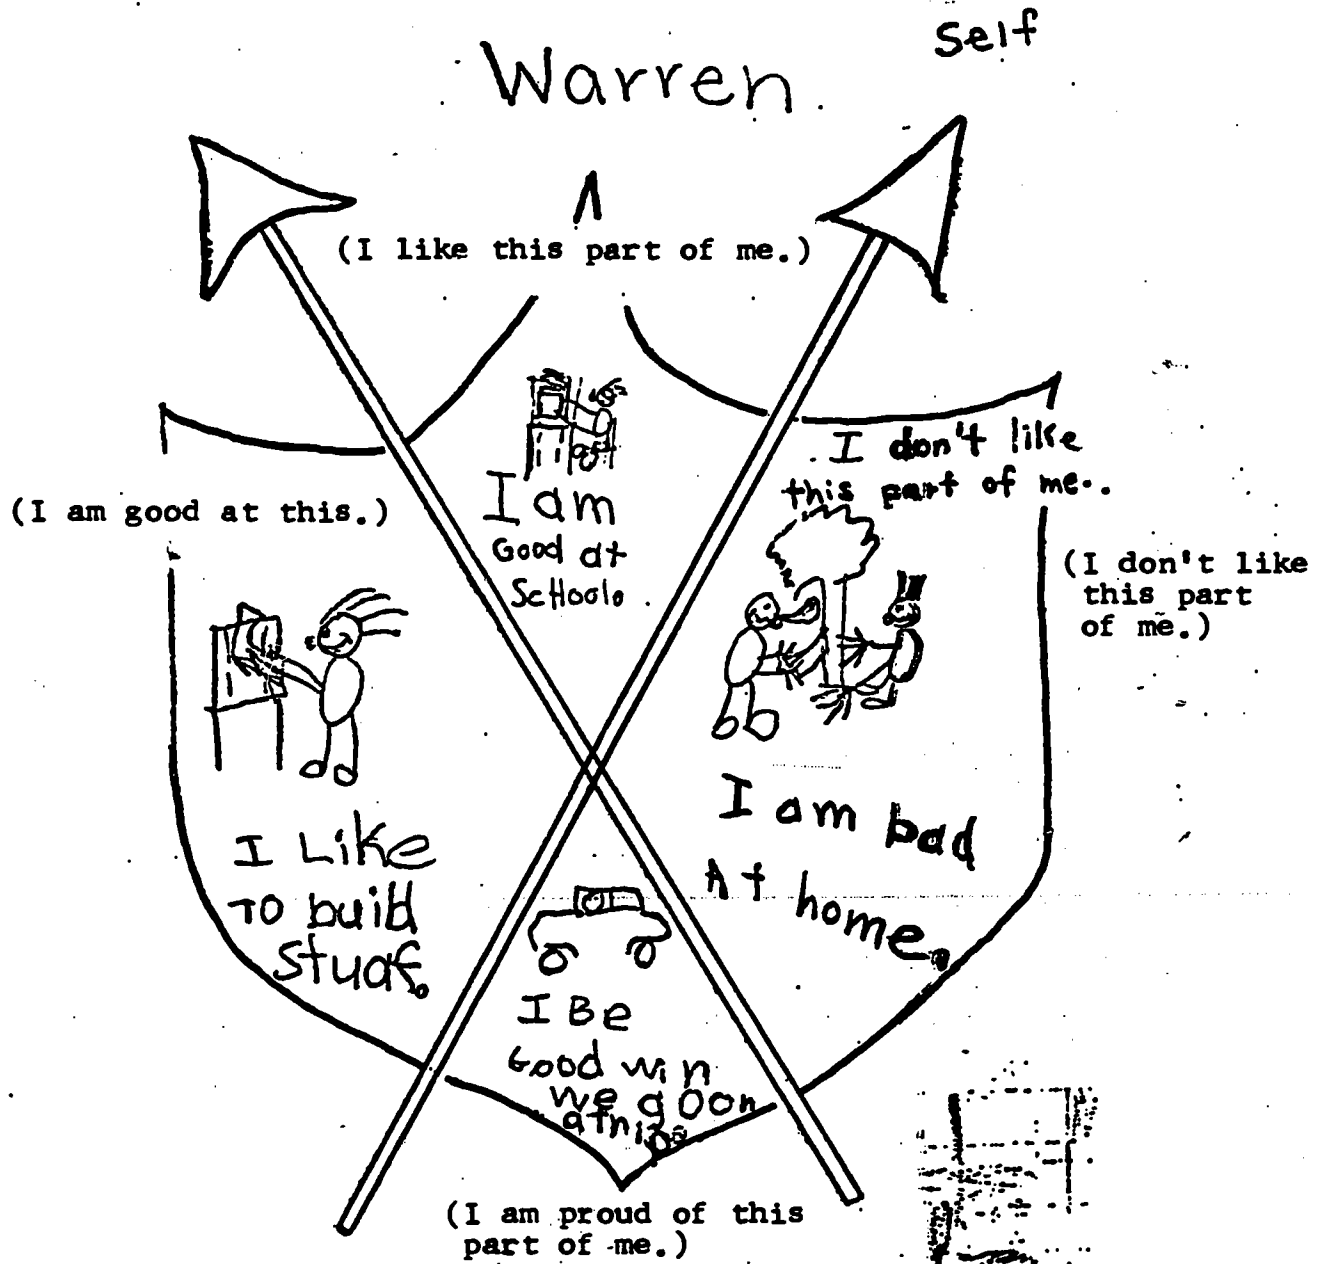 Self
Warren
(I like this part of me.)
I am
Good at
ScHool.
(I am good at this.)
I Like
To buid
stuaf.
I don't like
this part of me..
(I don't like
this part
of me.)
I am bad
At home.
I Be
Good win
we goon
(I am proud of this
part of me.)